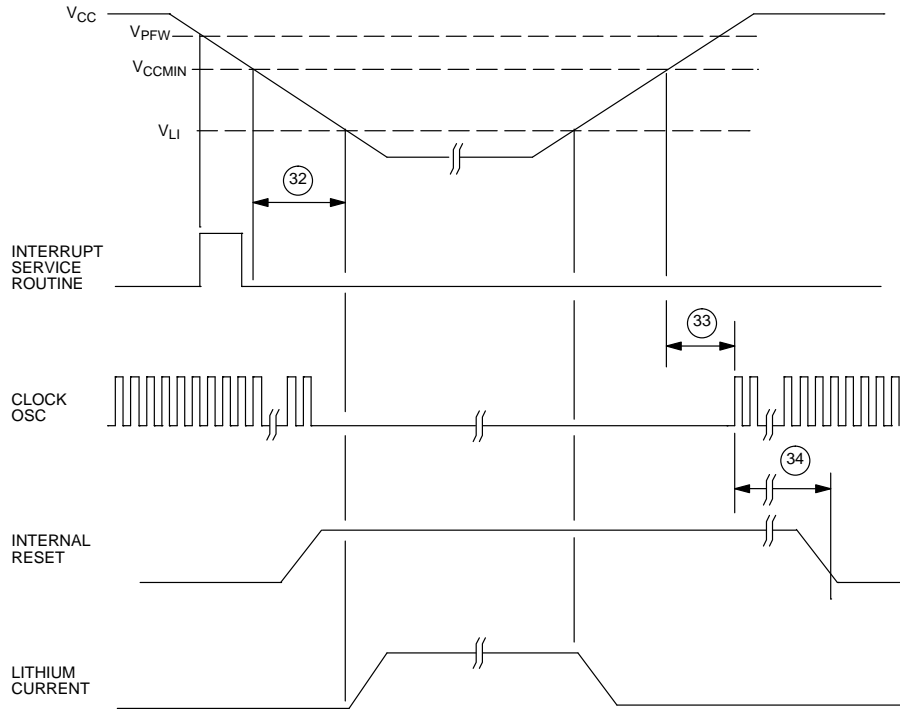 VCC
VPFW
VCCMIN
VLI
32
INTERRUPT
SERVICE
ROUTINE
33
CLOCK
OSC
34
INTERNAL
RESET
LITHIUM
CURRENT